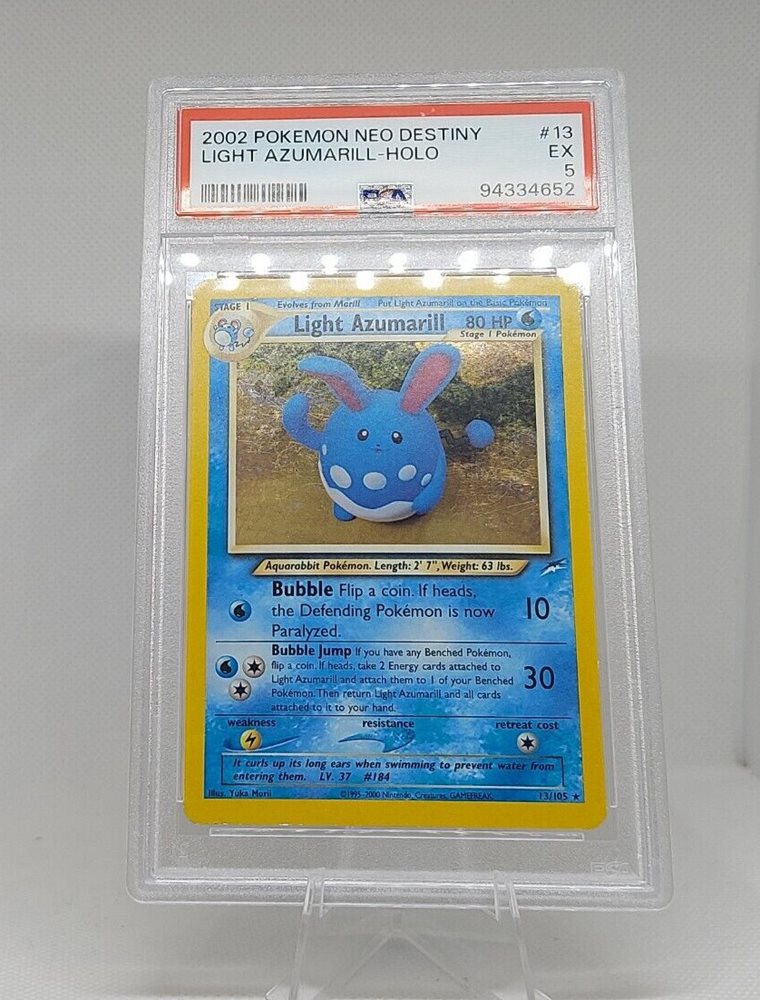 2002 POKEMON NEO DESTINY #13
LIGHT AZUMARILL-HOLO EX
5
PSA 94334652
STAGE 1 Evolves from Marill Put Light Azumarill on the Basic Pokémon
Light Azumarill 80 HP
Stage 1 Pokémon
Aquarabbit Pokémon. Length: 2' 7", Weight: 63 lbs.
Bubble Flip a coin. If heads,
the Defending Pokémon is now 10
Paralyzed.
Bubble Jump If you have any Benched Pokémon,
flip a coin. If heads, take 2 Energy cards attached to
Light Azumarill and attach them to 1 of your Benched 30
Pokémon. Then return Light Azumarill and all cards
attached to it to your hand.
weakness resistance retreat cost
It curls up its long ears when swimming to prevent water from
entering them. LV. 37 #184
Illus. Yuka Morii ©1995-2000 Nintendo, Creatures, GAMEFREAK. 13/105 ★
PSA